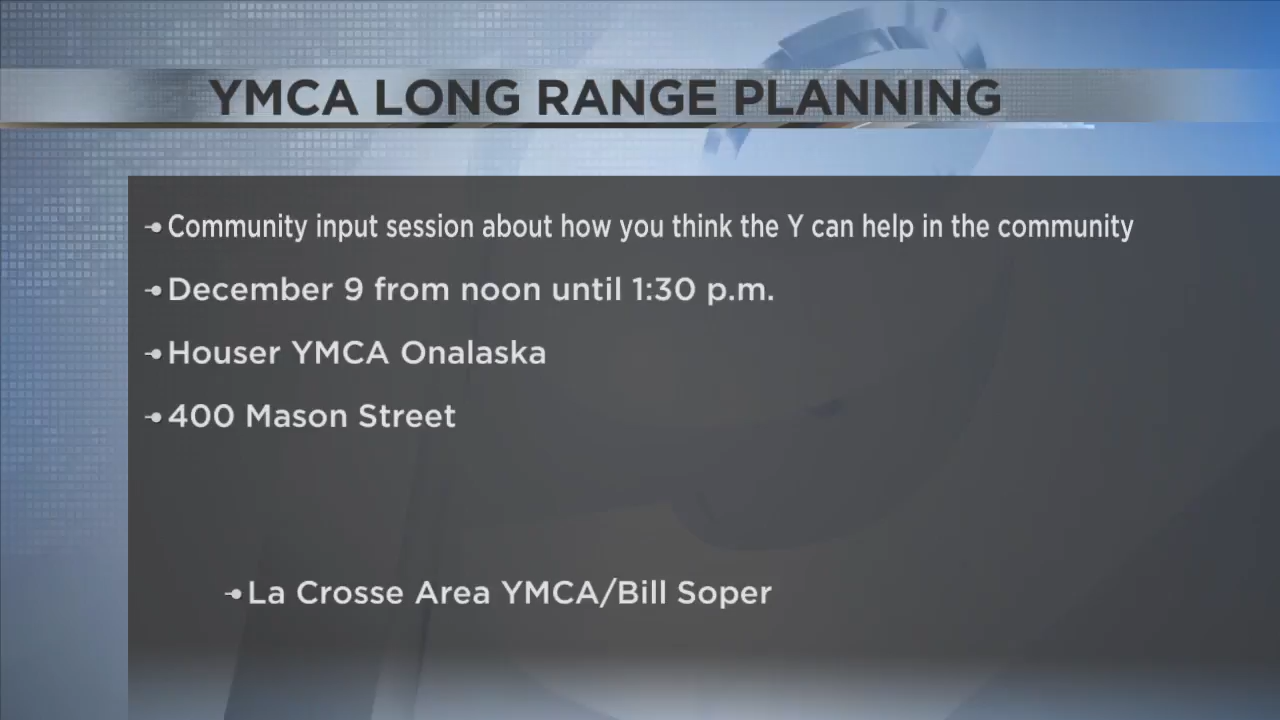 YMCA LONG RANGE PLANNING
Community input session about how you think the Y can help in the community
December 9 from noon until 1:30 p.m.
Houser YMCA Onalaska
400 Mason Street
La Crosse Area YMCA/Bill Soper